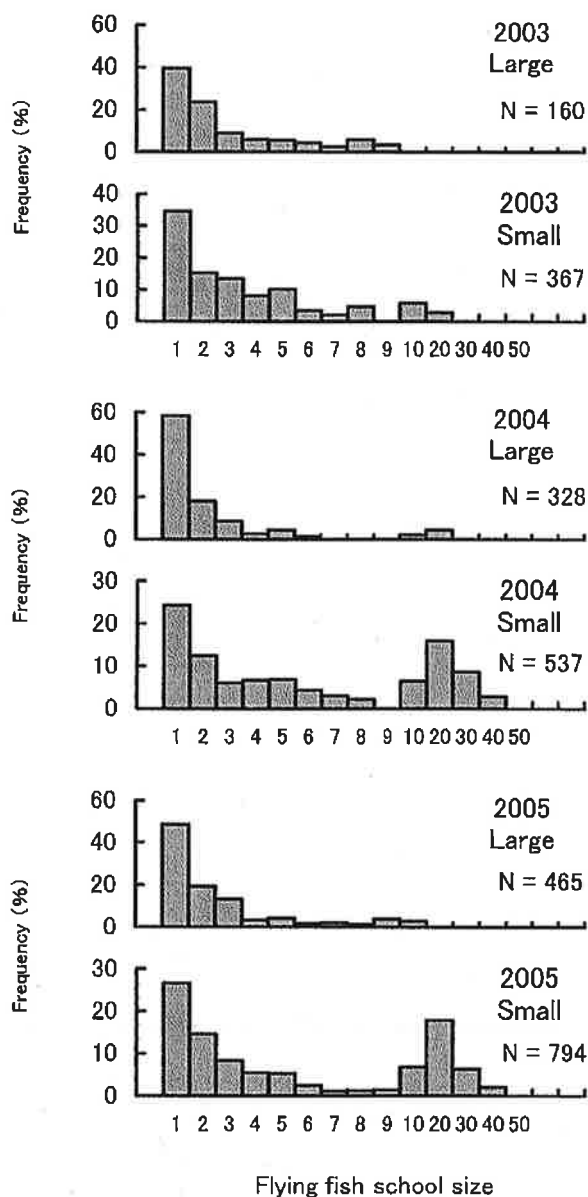 Frequency (%)
60
40
20
0
2003
Large
N = 160
Frequency (%)
40
30
20
10
0
2003
Small
N = 367
1 2 3 4 5 6 7 8 9 10 20 30 40 50
Frequency (%)
60
40
20
0
2004
Large
N = 328
30
20
10
0
2004
Small
N = 537
1 2 3 4 5 6 7 8 9 10 20 30 40 50
Frequency (%)
60
40
20
0
2005
Large
N = 465
30
20
10
0
2005
Small
N = 794
1 2 3 4 5 6 7 8 9 10 20 30 40 50
Flying fish school size